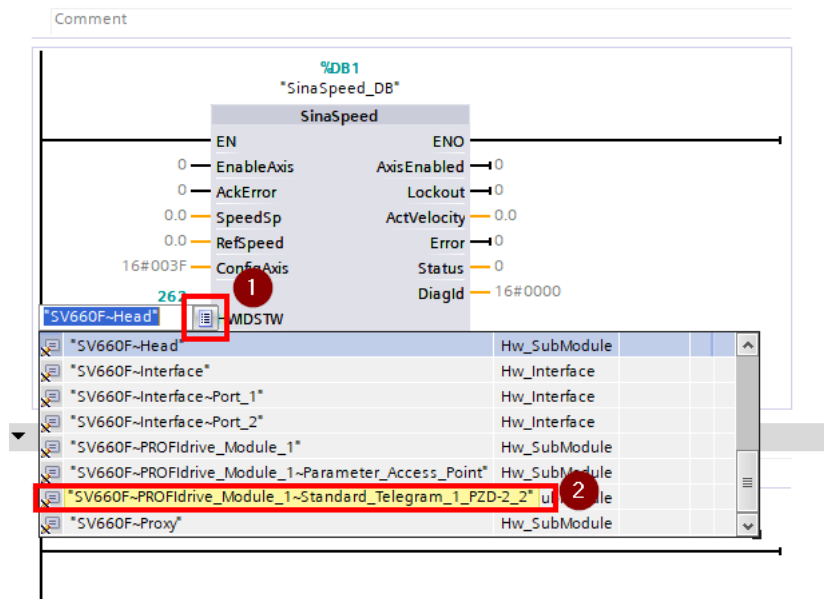 Comment
%DB1
"SinaSpeed_DB"
SinaSpeed
EN ENO
0 EnableAxis AxisEnabled 0
0 AckError Lockout 0
0.0 SpeedSp ActVelocity 0.0
0.0 RefSpeed Error 0
16#003F ConfigAxis Status 0
262 1 DiagId 16#0000
"SV660F~Head" WDSTW
"SV660F~Head" Hw_SubModule
"SV660F~Interface" Hw_Interface
"SV660F~Interface~Port_1" Hw_Interface
"SV660F~Interface~Port_2" Hw_Interface
"SV660F~PROFIdrive_Module_1" Hw_SubModule
"SV660F~PROFIdrive_Module_1~Parameter_Access_Point" Hw_SubModule
"SV660F~PROFIdrive_Module_1~Standard_Telegram_1_PZD-2_2" 2
"SV660F~Proxy" Hw_SubModule